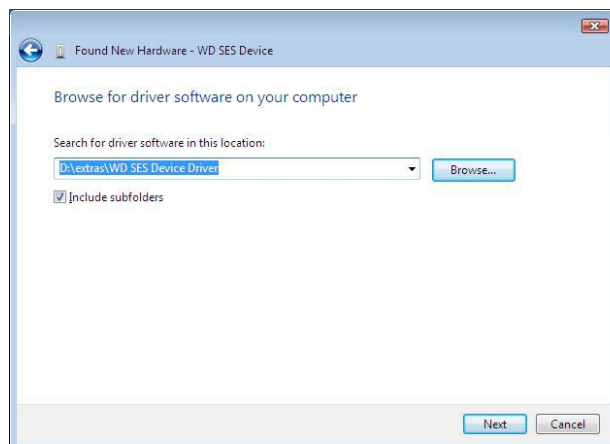 Found New Hardware - WD SES Device
Browse for driver software on your computer
Search for driver software in this location:
D:\extras\WD SES Device Driver
Browse...
Include subfolders
Next
Cancel